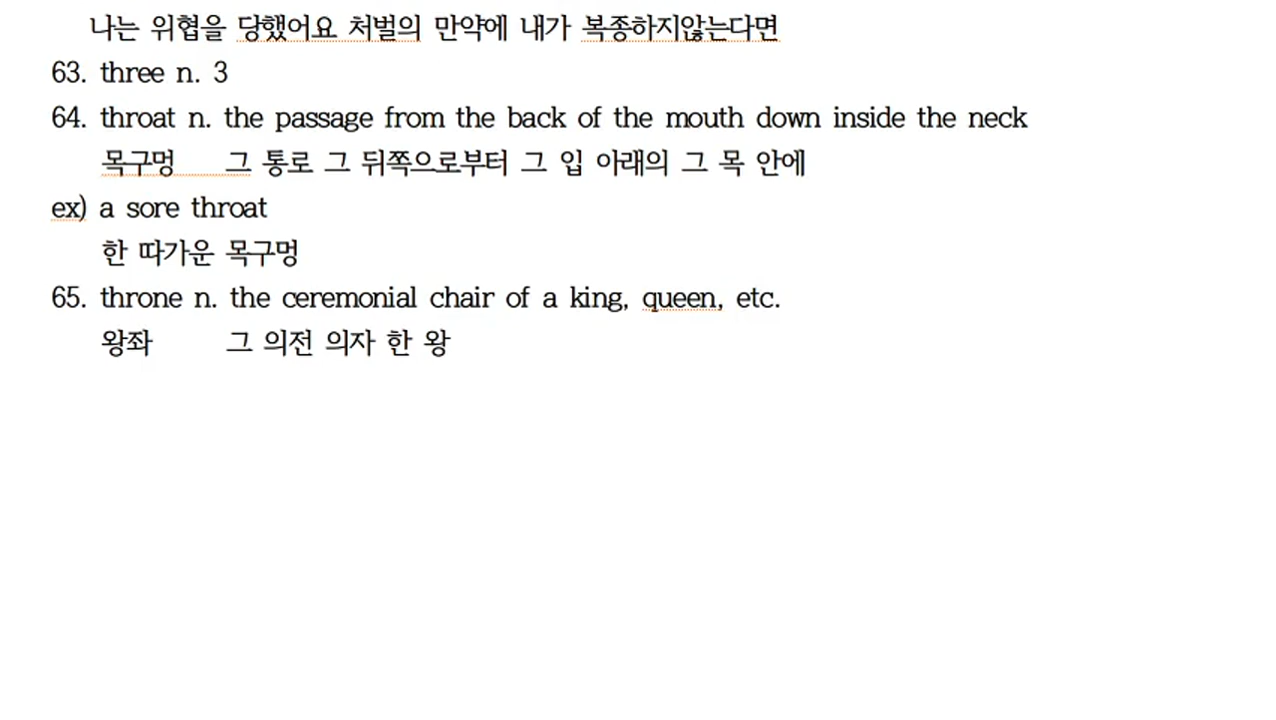 나는 위협을 당했어요 처벌의 만약에 내가 복종하지않는다면
63. three n. 3
64. throat n. the passage from the back of the mouth down inside the neck
목구멍 그 통로 그 뒤쪽으로부터 그 입 아래의 그 목 안에
ex) a sore throat
한 따가운 목구멍
65. throne n. the ceremonial chair of a king, queen, etc.
왕좌 그 의전 의자 한 왕